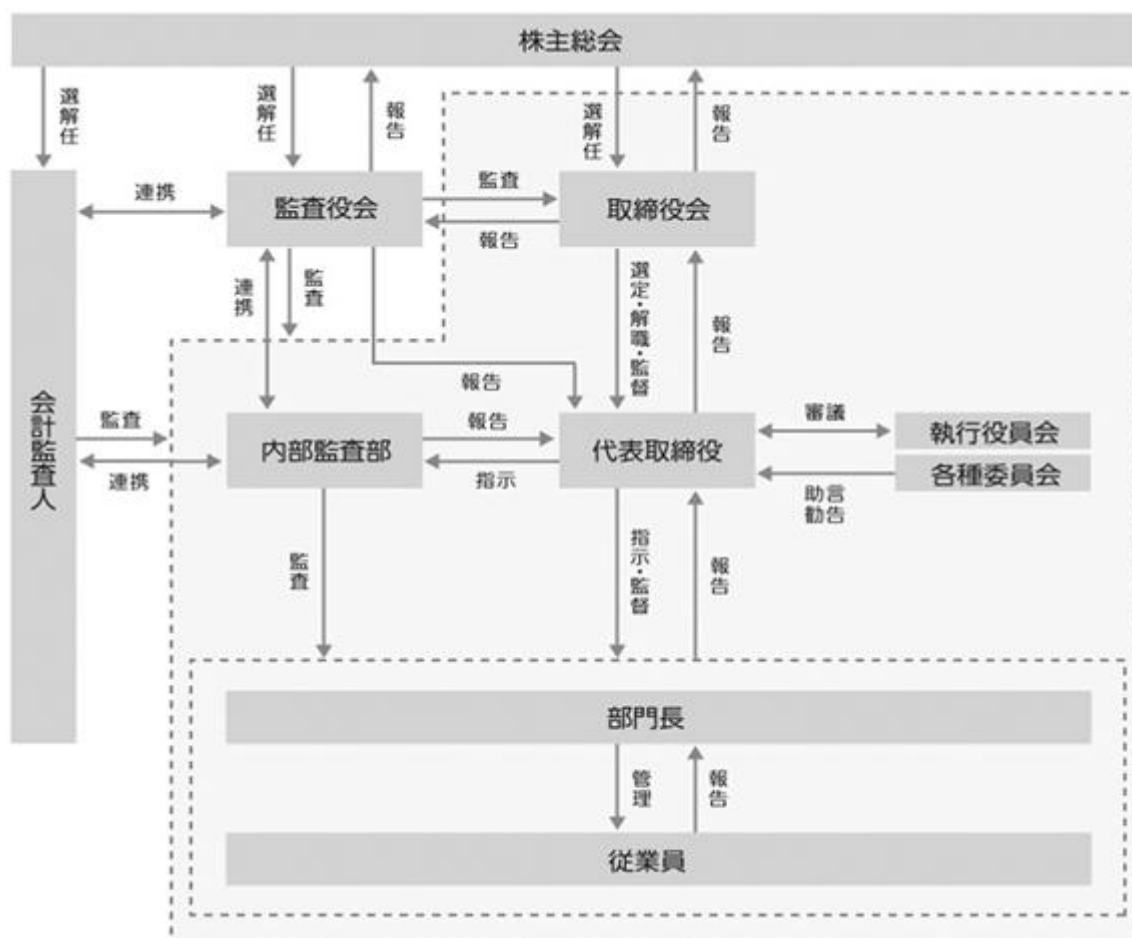 株主総会
選解任
選解任
報告
選解任
報告
連携
監査役会
監査
報告
取締役会
連携
監査
報告
選定・解職・監督
報告
会計監査人
監査
連携
内部監査部
報告
指示
代表取締役
審議
執行役員会
各種委員会
助言
勧告
監査
指示・監督
報告
部門長
管理
報告
従業員